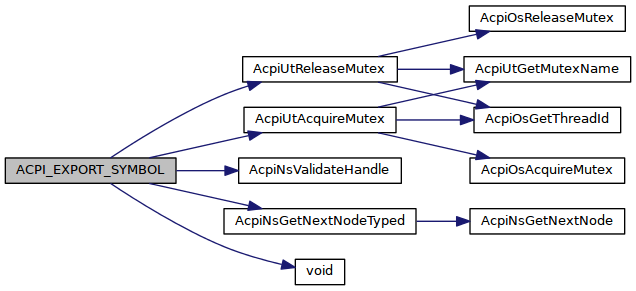 AcpiOsReleaseMutex
AcpiUtReleaseMutex
AcpiUtGetMutexName
AcpiUtAcquireMutex
AcpiOsGetThreadId
ACPI_EXPORT_SYMBOL
AcpiNsValidateHandle
AcpiOsAcquireMutex
AcpiNsGetNextNodeTyped
AcpiNsGetNextNode
void